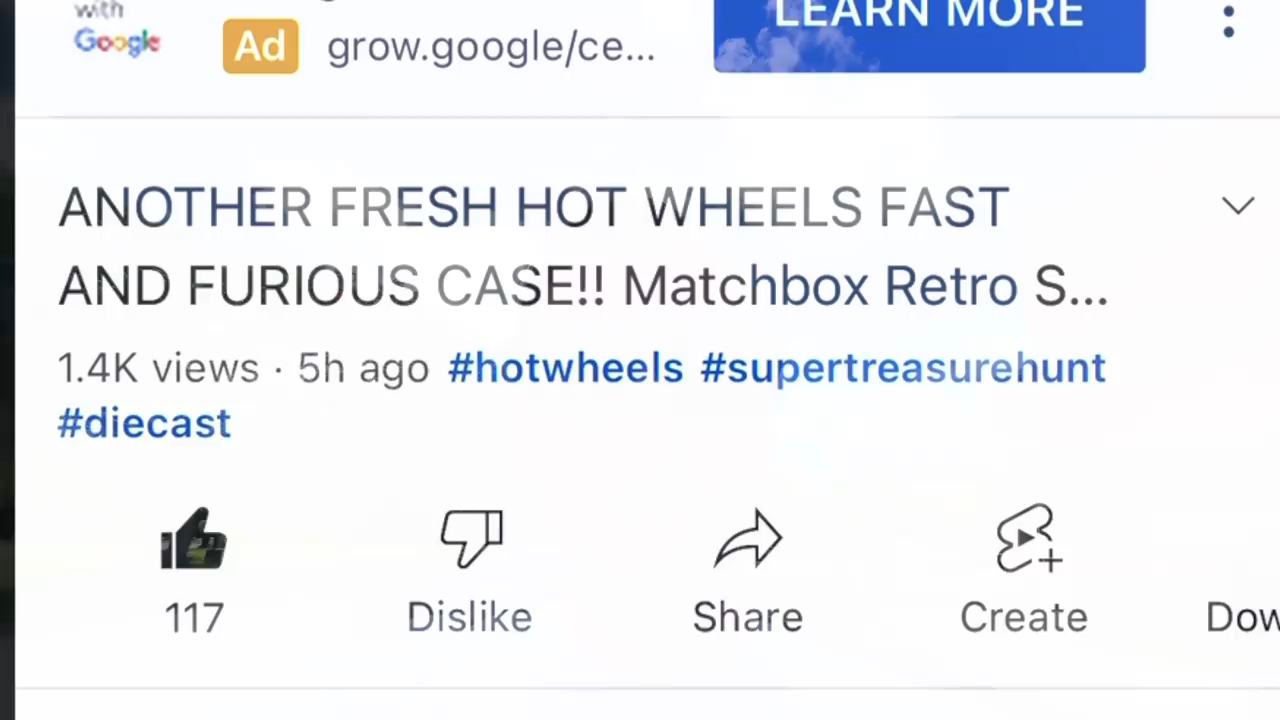 with
Google
Ad grow.google/ce...
LEARN MORE
ANOTHER FRESH HOT WHEELS FAST
AND FURIOUS CASE!! Matchbox Retro S...
1.4K views · 5h ago #hotwheels #supertreasurehunt
#diecast
117
Dislike
Share
Create
Dow